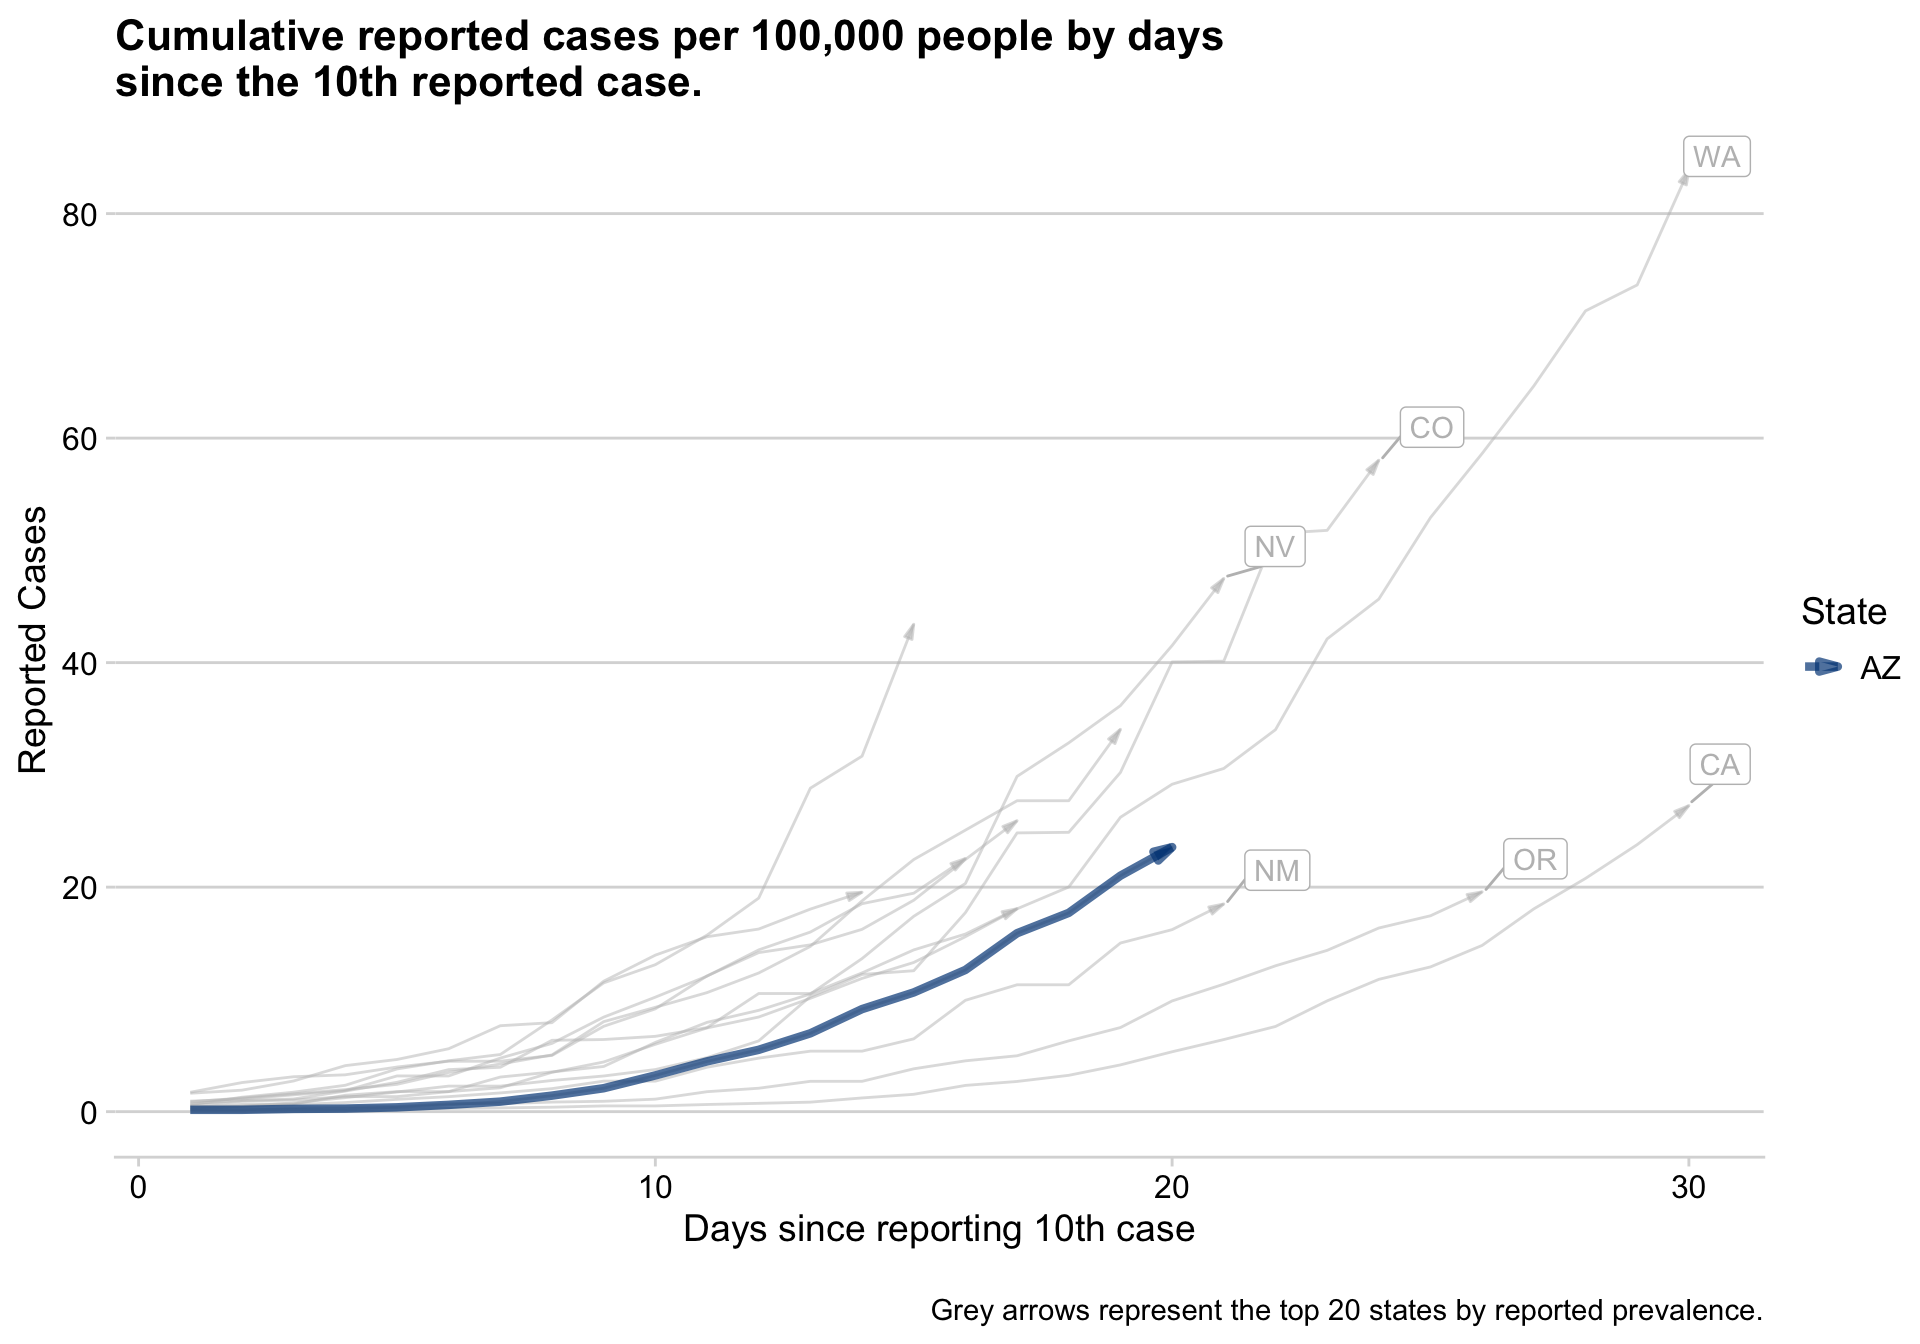 Cumulative reported cases per 100,000 people by days
since the 10th reported case.
WA
80
CO
60
NV
Reported Cases
State
AZ
40
CA
OR
NM
20
0
0 10 20 30
Days since reporting 10th case
Grey arrows represent the top 20 states by reported prevalence.